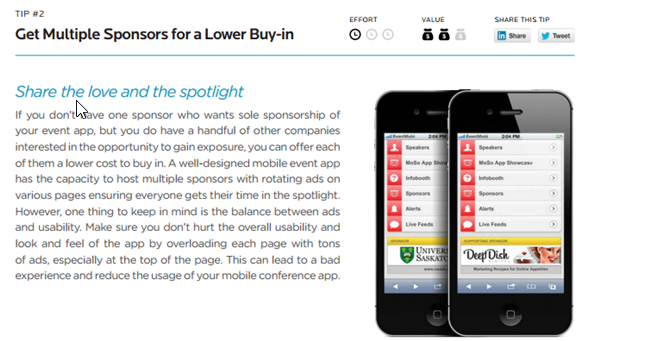 TIP #2
Get Multiple Sponsors for a Lower Buy-in
EFFORT
VALUE
SHARE THIS TIP
Share
Tweet
Share the love and the spotlight
If you don't have one sponsor who wants sole sponsorship of
your event app, but you do have a handful of other companies
interested in the opportunity to gain exposure, you can offer each
of them a lower cost to buy in. A well-designed mobile event app
has the capacity to host multiple sponsors with rotating ads on
various pages ensuring everyone gets their time in the spotlight.
However, one thing to keep in mind is the balance between ads
and usability. Make sure you don't hurt the overall usability and
look and feel of the app by overloading each page with tons
of ads, especially at the top of the page. This can lead to a bad
experience and reduce the usage of your mobile conference app.
EventMobi 2:04 PM
Speakers
MoSo App Showcase
Infobooth
Sponsors
Alerts
Live Feeds
SPONSOR
UNIVERS
SASKATC
EventMobi 2:04 PM
Speakers
MoSo App Showcase
Infobooth
Sponsors
Alerts
Live Feeds
SUPPORTING SPONSOR
Deep Dish
Marketing Recipes for Online Appetites